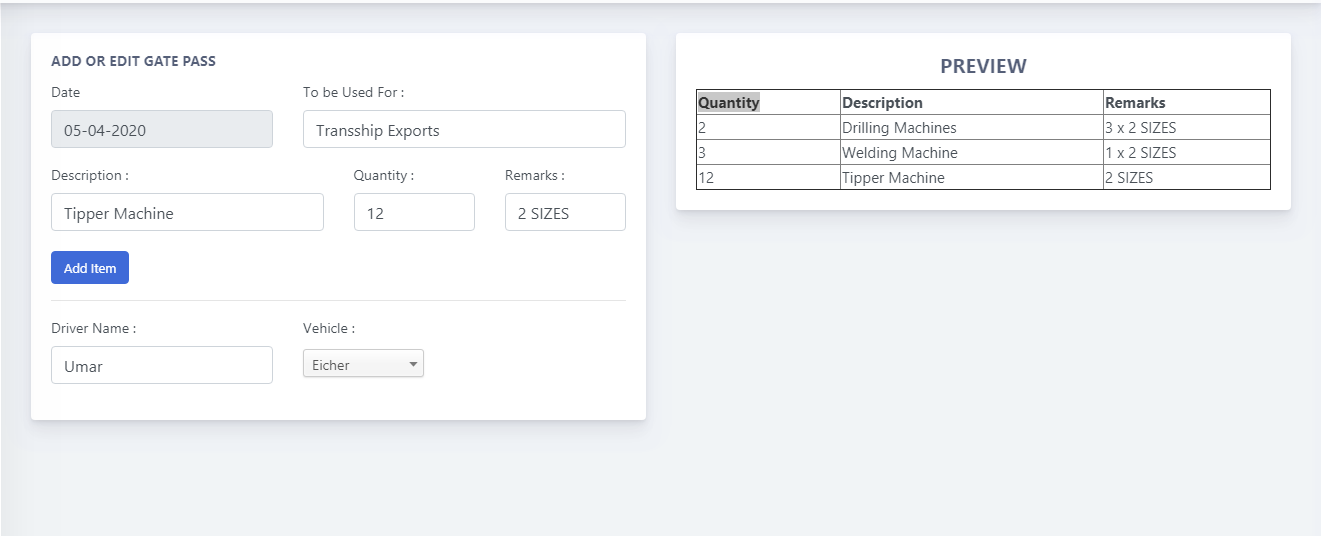 ADD OR EDIT GATE PASS
Date
To be Used For :
05-04-2020
Transship Exports
Description :
Quantity :
Remarks :
Tipper Machine
12
2 SIZES
Add Item
Driver Name :
Vehicle :
Umar
Eicher
PREVIEW
Quantity Description Remarks
2 Drilling Machines 3 x 2 SIZES
3 Welding Machine 1 x 2 SIZES
12 Tipper Machine 2 SIZES